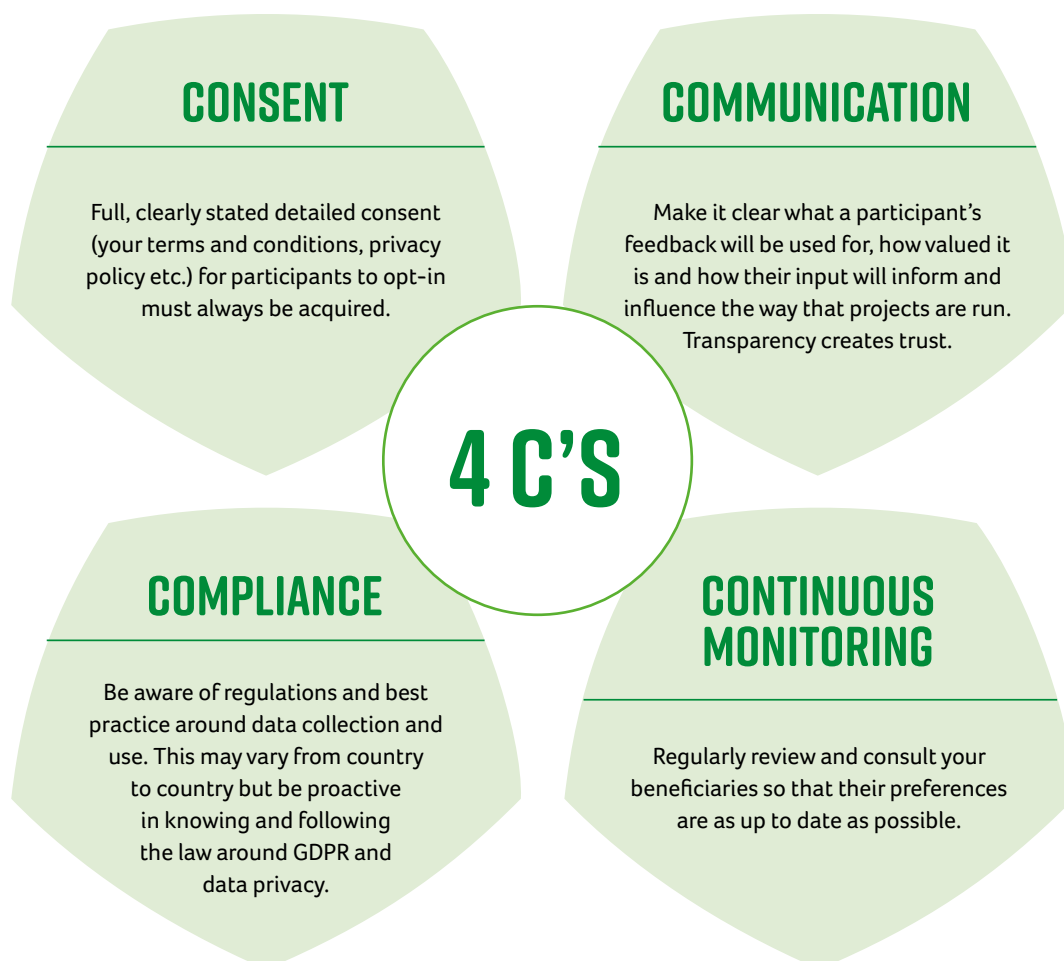 CONSENT
Full, clearly stated detailed consent
(your terms and conditions, privacy
policy etc.) for participants to opt-in
must always be acquired.
COMMUNICATION
Make it clear what a participant’s
feedback will be used for, how valued it
is and how their input will inform and
influence the way that projects are run.
Transparency creates trust.
4 C’S
COMPLIANCE
Be aware of regulations and best
practice around data collection and
use. This may vary from country
to country but be proactive
in knowing and following
the law around GDPR and
data privacy.
CONTINUOUS
MONITORING
Regularly review and consult your
beneficiaries so that their preferences
are as up to date as possible.